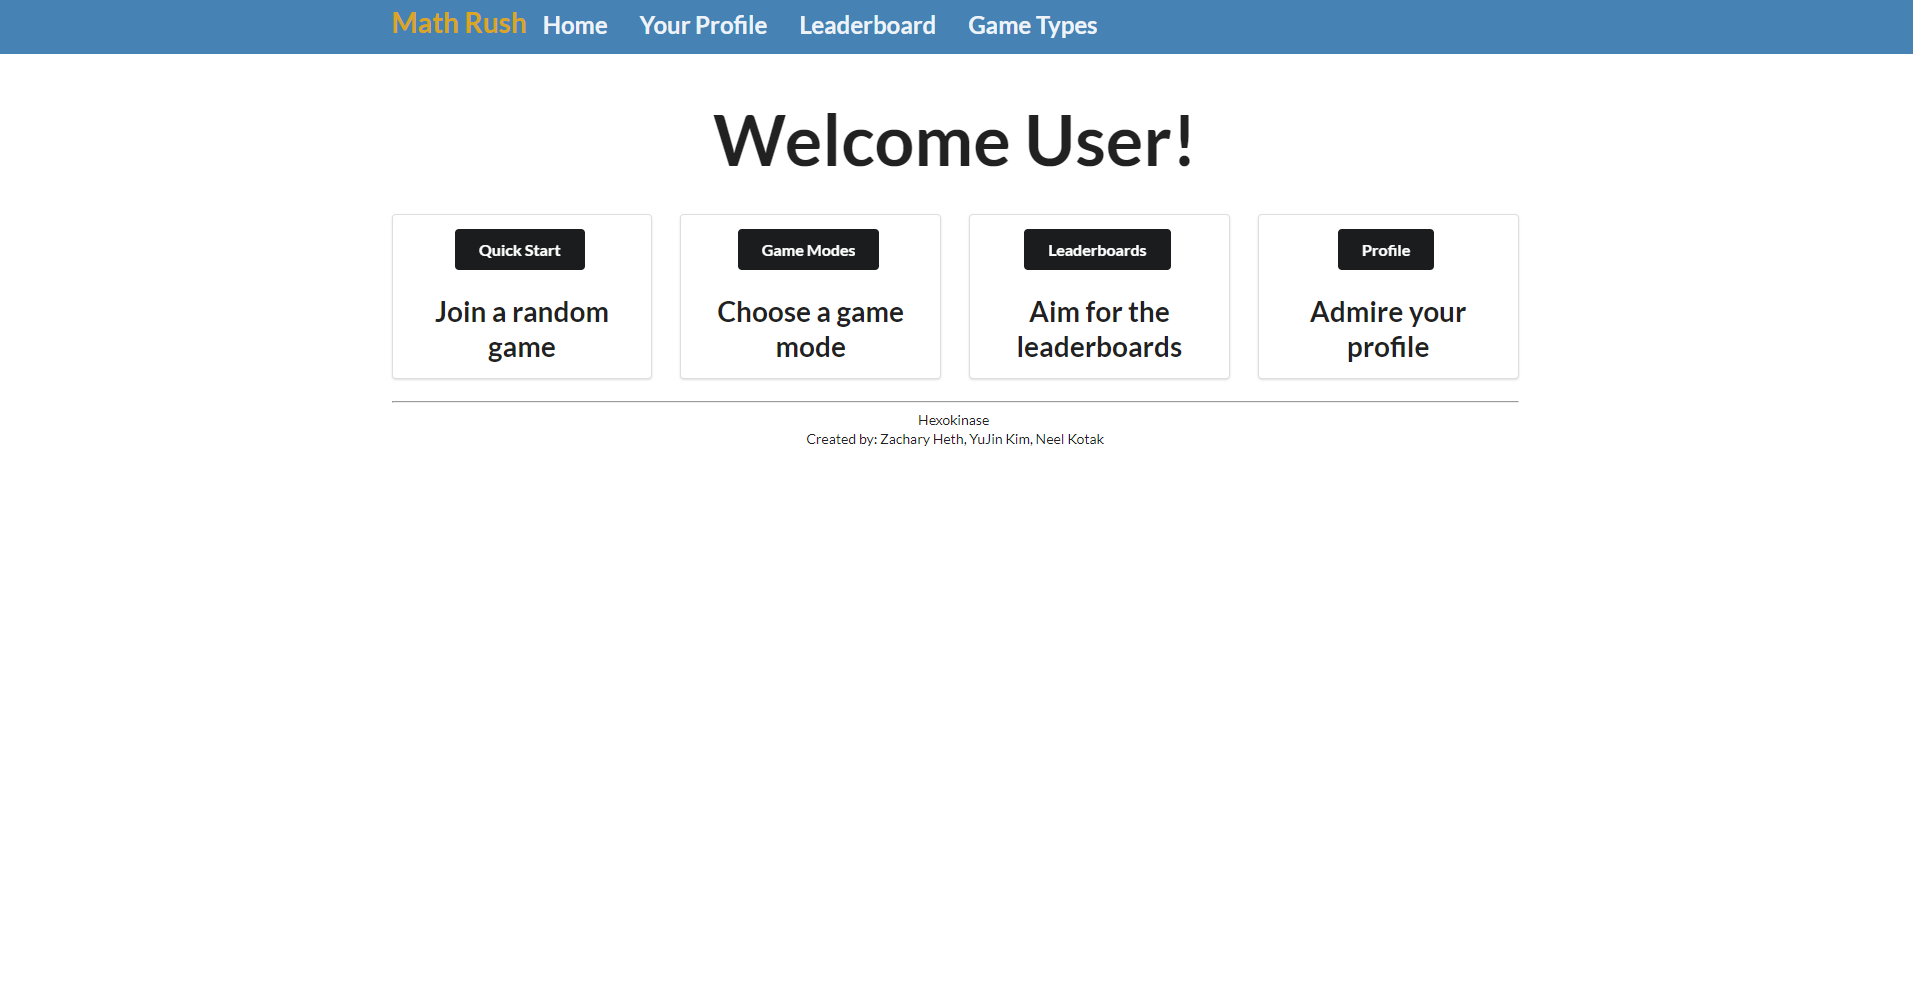 Math Rush Home Your Profile Leaderboard Game Types
Welcome User!
Quick Start
Join a random
game
Game Modes
Choose a game
mode
Leaderboards
Aim for the
leaderboards
Profile
Admire your
profile
Hexokinase
Created by: Zachary Heth, YuJin Kim, Neel Kotak